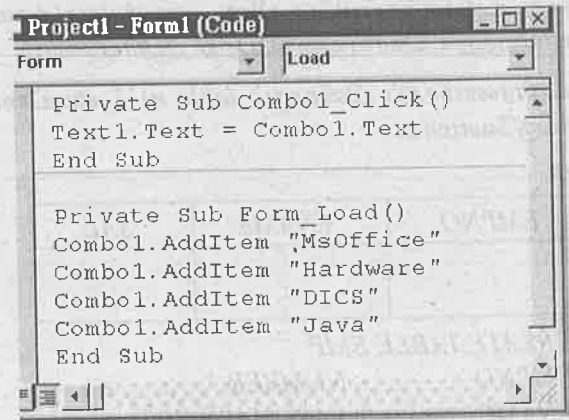 Project1 - Form1 (Code)
Form Load
Private Sub Combo1_Click()
Text1.Text = Combo1.Text
End Sub
Private Sub Form_Load()
Combo1.AddItem "MsOffice"
Combo1.AddItem "Hardware"
Combo1.AddItem "DICS"
Combo1.AddItem "Java"
End Sub